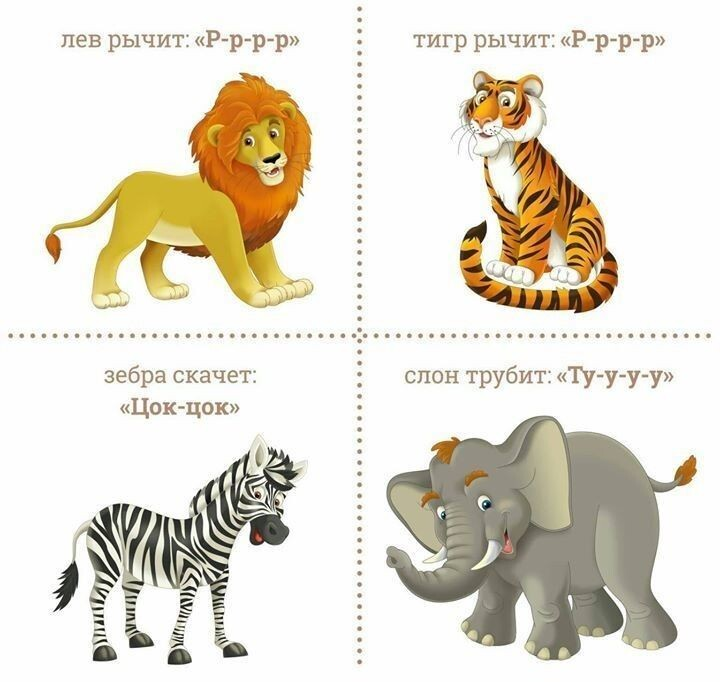 лев рычит: «Р-р-р-р»
тигр рычит: «Р-р-р-р»
зебра скачет:
«Цок-цок»
слон трубит: «Ту-у-у-у»